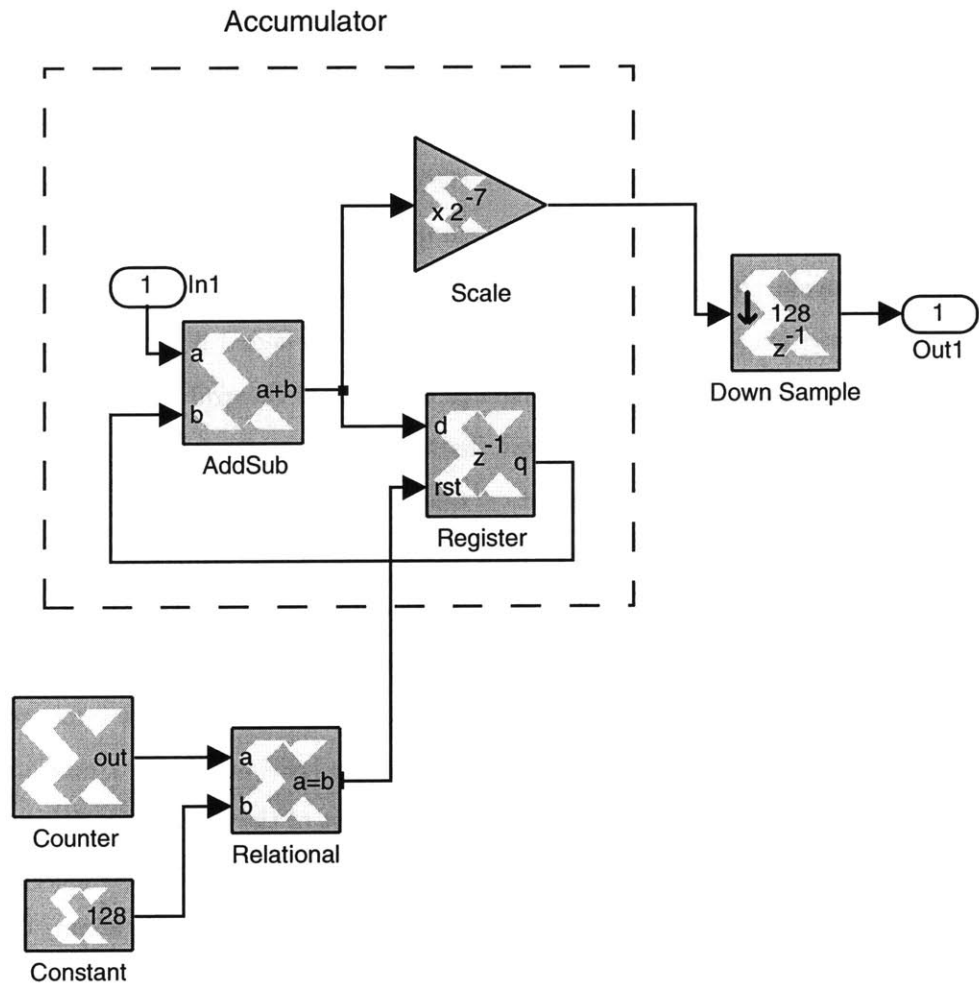 Accumulator
x 2^-7
Scale
1
In1
a
b
a+b
AddSub
d
rst
z^-1
q
Register
↓
128
z^-1
Down Sample
1
Out1
out
Counter
a
b
a=b
Relational
128
Constant